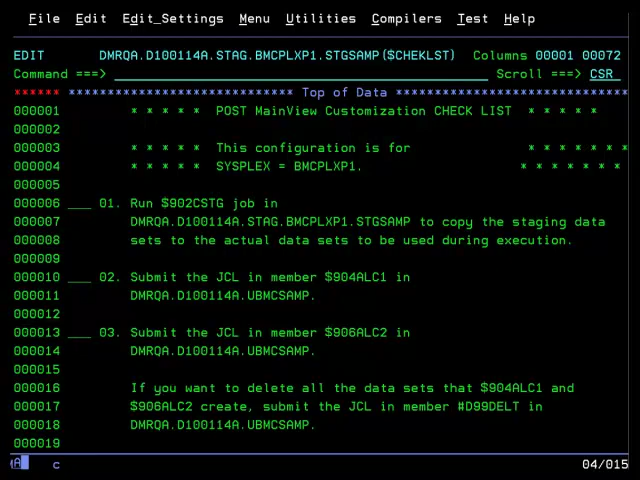 File Edit Edit_Settings Menu Utilities Compilers Test Help
EDIT DMRQA.D100114A.STAG.BMCPLXP1.STGSAMP($CHEKLST) Columns 00001 00072
Command ===> Scroll ===> CSR
****** **************************** Top of Data *****************************
000001 * * * * * POST MainView Customization CHECK LIST * * * * *
000002
000003 * * * * * This configuration is for * * * * * * *
000004 * * * * * SYSPLEX = BMCPLXP1. * * * * * * *
000005
000006 ___ 01. Run $902CSTG job in
000007 DMRQA.D100114A.STAG.BMCPLXP1.STGSAMP to copy the staging data
000008 sets to the actual data sets to be used during execution.
000009
000010 ___ 02. Submit the JCL in member $904ALC1 in
000011 DMRQA.D100114A.UBMCSAMP.
000012
000013 ___ 03. Submit the JCL in member $906ALC2 in
000014 DMRQA.D100114A.UBMCSAMP.
000015
000016 If you want to delete all the data sets that $904ALC1 and
000017 $906ALC2 create, submit the JCL in member #D99DELT in
000018 DMRQA.D100114A.UBMCSAMP.
000019
MA c 04/015